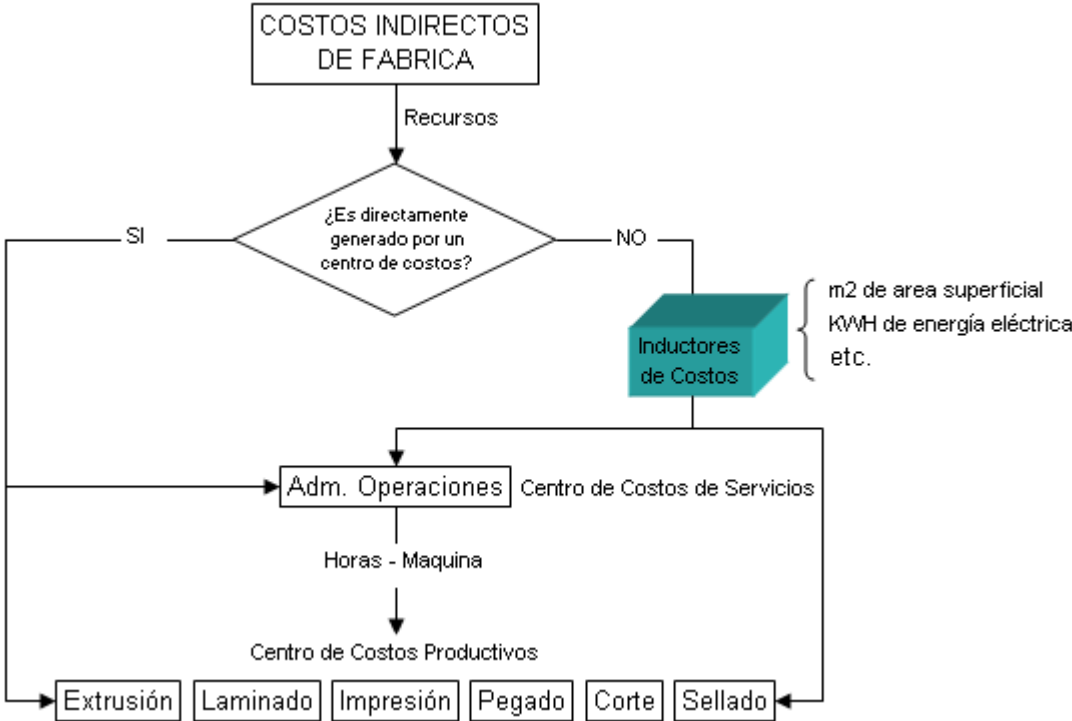 COSTOS INDIRECTOS
DE FABRICA
Recursos
¿Es directamente
generado por un
centro de costos?
SI
NO
m2 de area superficial
KWH de energía eléctrica
etc.
Inductores
de Costos
Adm. Operaciones
Centro de Costos de Servicios
Horas - Maquina
Centro de Costos Productivos
Extrusión
Laminado
Impresión
Pegado
Corte
Sellado